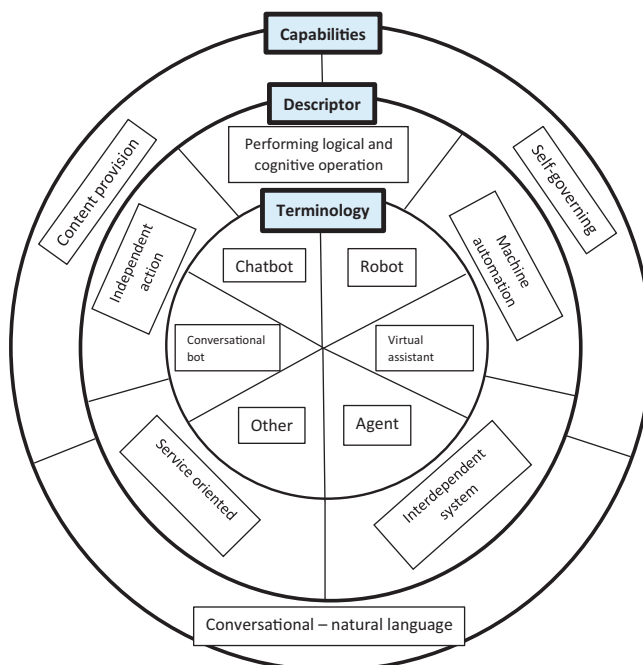 Capabilities
Descriptor
Performing logical and
cognitive operation
Content provision
Self-governing
Independent
action
Machine
automation
Terminology
Chatbot
Robot
Conversational
bot
Virtual
assistant
Other
Agent
Service oriented
Interdependent
system
Conversational – natural language